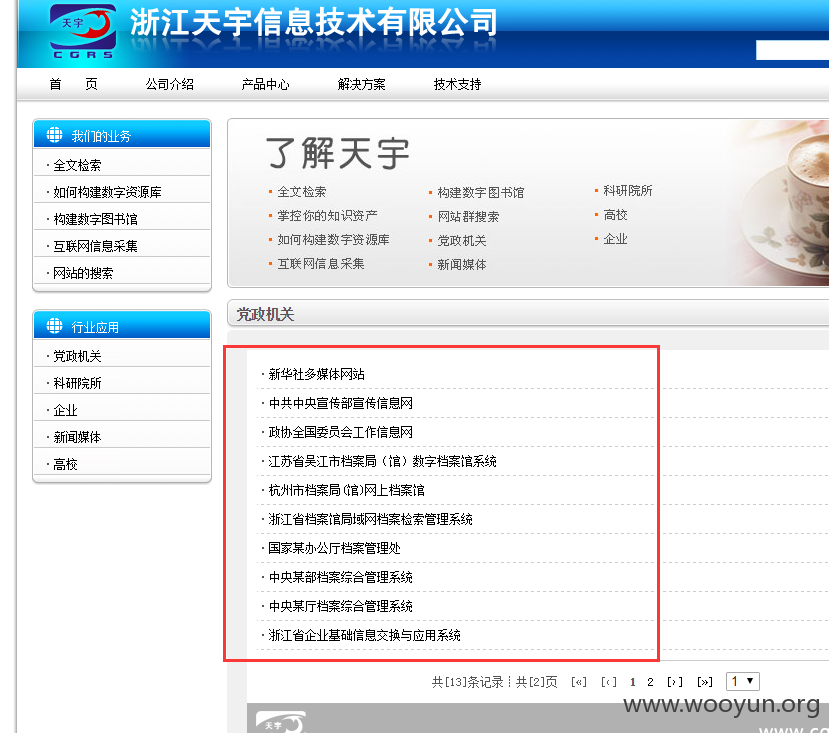 天宇
CGRS
浙江天宇信息技术有限公司
首 页 公司介绍 产品中心 解决方案 技术支持
我们的业务
·全文检索
·如何构建数字资源库
·构建数字图书馆
·互联网信息采集
·网站的搜索
行业应用
·党政机关
·科研院所
·企业
·新闻媒体
·高校
了解天宇
全文检索
掌控你的知识资产
如何构建数字资源库
互联网信息采集
构建数字图书馆
网站群搜索
党政机关
新闻媒体
科研院所
高校
企业
党政机关
·新华社多媒体网站
·中共中央宣传部宣传信息网
·政协全国委员会工作信息网
·江苏省吴江市档案局（馆）数字档案馆系统
·杭州市档案局(馆)网上档案馆
·浙江省档案馆局域网档案检索管理系统
·国家某办公厅档案管理处
·中央某部档案综合管理系统
·中央某厅档案综合管理系统
·浙江省企业基础信息交换与应用系统
共[13]条记录┆共[2]页 [«] [‹] 1 2 [›] [»] 1
www.wooyun.org
天宇